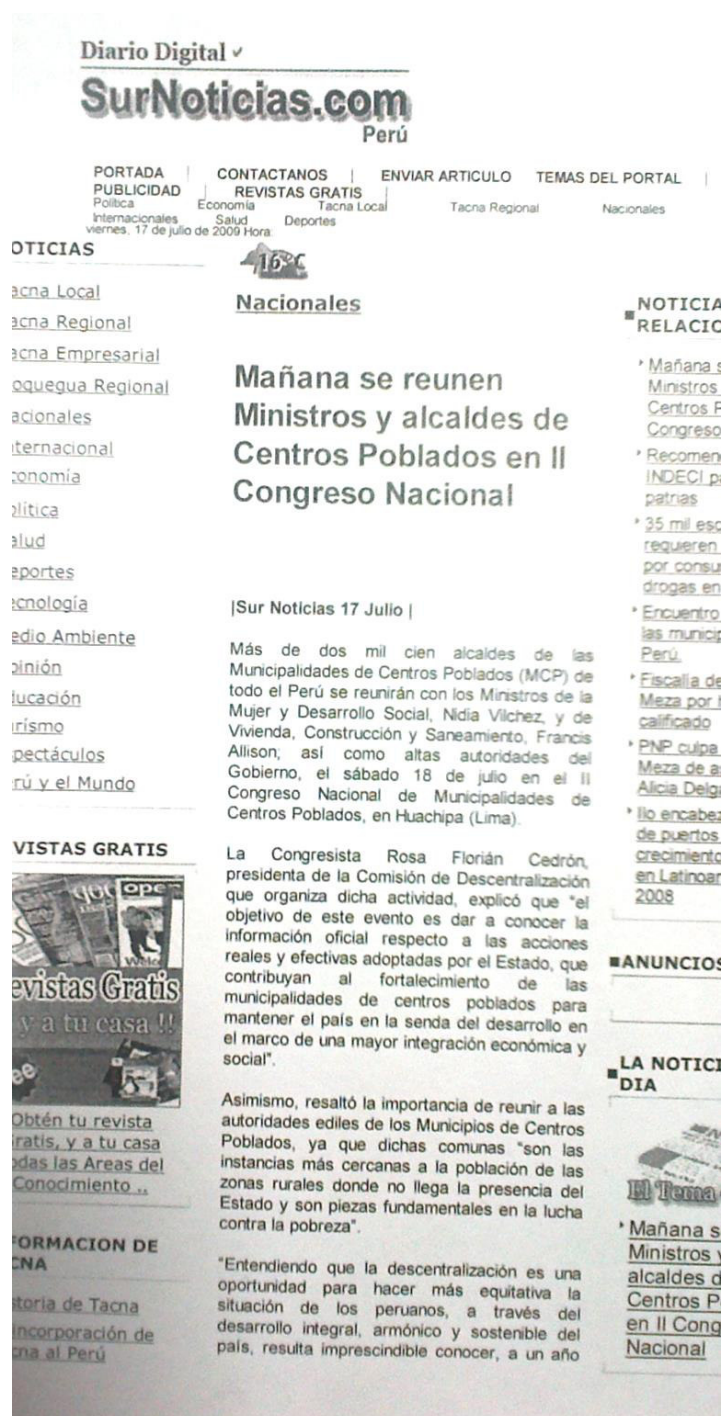 Diario Digital
SurNoticias.com
Perú
PORTADA | CONTACTANOS | ENVIAR ARTICULO TEMAS DEL PORTAL |
PUBLICIDAD | REVISTAS GRATIS |
Política Economía Tacna Local Tacna Regional Nacionales
Internacionales Salud Deportes
viernes, 17 de julio de 2009 Hora:
OTICIAS
acna Local
acna Regional
acna Empresarial
oquegua Regional
acionales
ternacional
conomía
olítica
alud
eportes
ecnología
edio Ambiente
pinión
ducación
rismo
pectáculos
rú y el Mundo
VISTAS GRATIS
evistas Gratis
y a tu casa !!
Obtén tu revista
ratis, y a tu casa
odas las Areas del
Conocimiento ..
FORMACION DE
CNA
storia de Tacna
incorporación de
cna al Perú
16°C
Nacionales
Mañana se reunen
Ministros y alcaldes de
Centros Poblados en II
Congreso Nacional
|Sur Noticias 17 Julio |
Más de dos mil cien alcaldes de las
Municipalidades de Centros Poblados (MCP) de
todo el Perú se reunirán con los Ministros de la
Mujer y Desarrollo Social, Nidia Vilchez, y de
Vivienda, Construcción y Saneamiento, Francis
Allison; así como altas autoridades del
Gobierno, el sábado 18 de julio en el II
Congreso Nacional de Municipalidades de
Centros Poblados, en Huachipa (Lima).
La Congresista Rosa Florián Cedrón,
presidenta de la Comisión de Descentralización
que organiza dicha actividad, explicó que "el
objetivo de este evento es dar a conocer la
información oficial respecto a las acciones
reales y efectivas adoptadas por el Estado, que
contribuyan al fortalecimiento de las
municipalidades de centros poblados para
mantener el país en la senda del desarrollo en
el marco de una mayor integración económica y
social".
Asimismo, resaltó la importancia de reunir a las
autoridades ediles de los Municipios de Centros
Poblados, ya que dichas comunas "son las
instancias más cercanas a la población de las
zonas rurales donde no llega la presencia del
Estado y son piezas fundamentales en la lucha
contra la pobreza".
"Entendiendo que la descentralización es una
oportunidad para hacer más equitativa la
situación de los peruanos, a través del
desarrollo integral, armónico y sostenible del
país, resulta imprescindible conocer, a un año
NOTICIA
RELACIO
Mañana s
Ministros
Centros P
Congreso
Recomen
INDECI pa
patrias
35 mil esc
requieren
por consu
drogas en
Encuentro
las municip
Perú.
Fiscalia de
Meza por h
calificado
PNP culpa
Meza de a
Alicia Delga
Ilo encabez
de puertos
crecimiento
en Latinoar
2008
ANUNCIOS
LA NOTICI
DIA
El Tema
Mañana s
Ministros y
alcaldes d
Centros P
en II Cong
Nacional